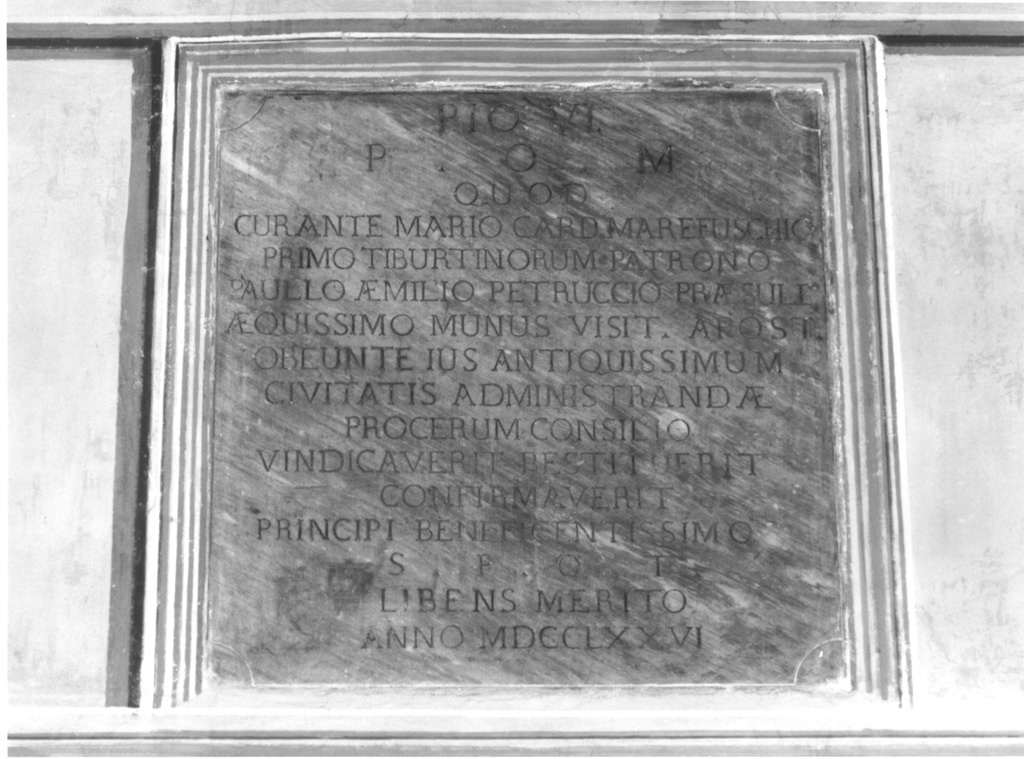 PIO VI.
P . O . M
QUOD
CURANTE MARIO CARD. MAREFUSCHIO
PRIMO TIBURTINORUM PATRONO
PAULLO ÆMILIO PETRUCCIO PRÆSULE
ÆQUISSIMO MUNUS VISIT. APOST.
OBEUNTE IUS ANTIQUISSIMUM
CIVITATIS ADMINISTRANDÆ
PROCERUM CONSILIO
VINDICAVERIT RESTITUERIT
CONFIRMAVERIT
PRINCIPI BENEFICENTISSIMO
S P Q T
LIBENS MERITO
ANNO MDCCLXXVI